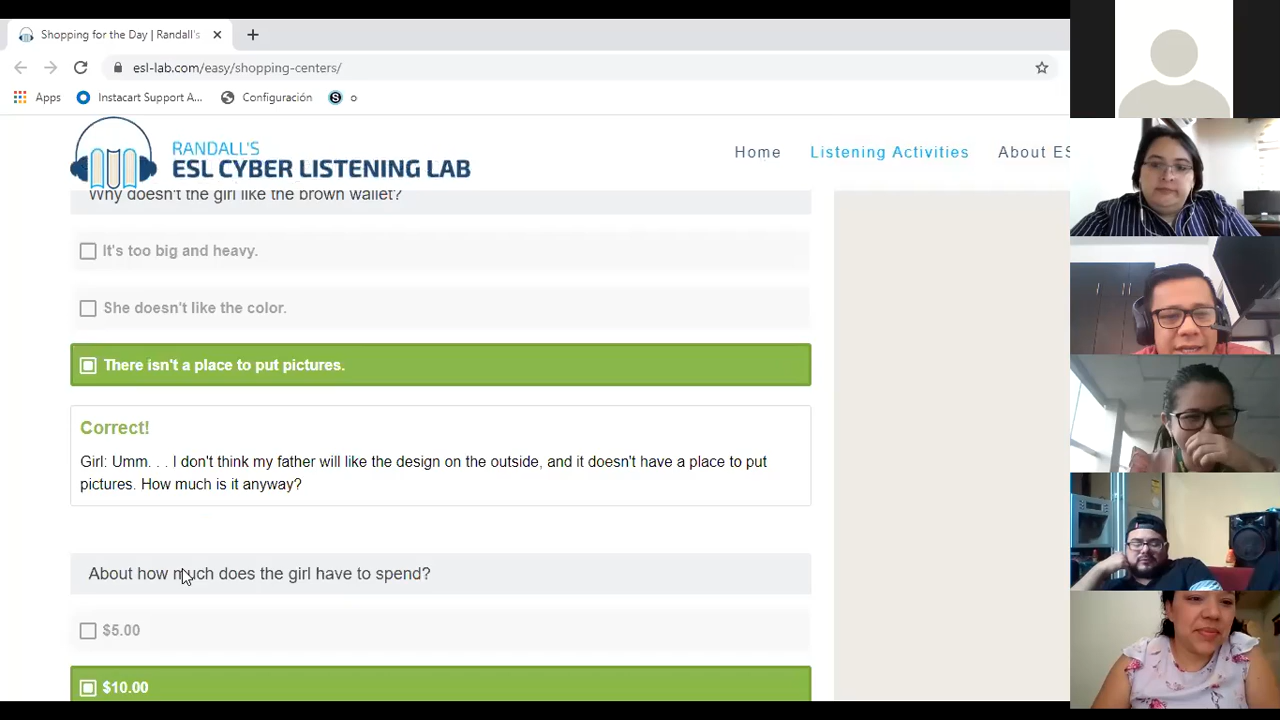 Shopping for the Day | Randall's
esl-lab.com/easy/shopping-centers/
Apps
Instacart Support A...
Configuración
S
o
RANDALL'S
ESL CYBER LISTENING LAB
Home
Listening Activities
About ES
Why doesn't the girl like the brown wallet?
It's too big and heavy.
She doesn't like the color.
There isn't a place to put pictures.
Correct!
Girl: Umm. . . I don't think my father will like the design on the outside, and it doesn't have a place to put
pictures. How much is it anyway?
About how much does the girl have to spend?
$5.00
$10.00